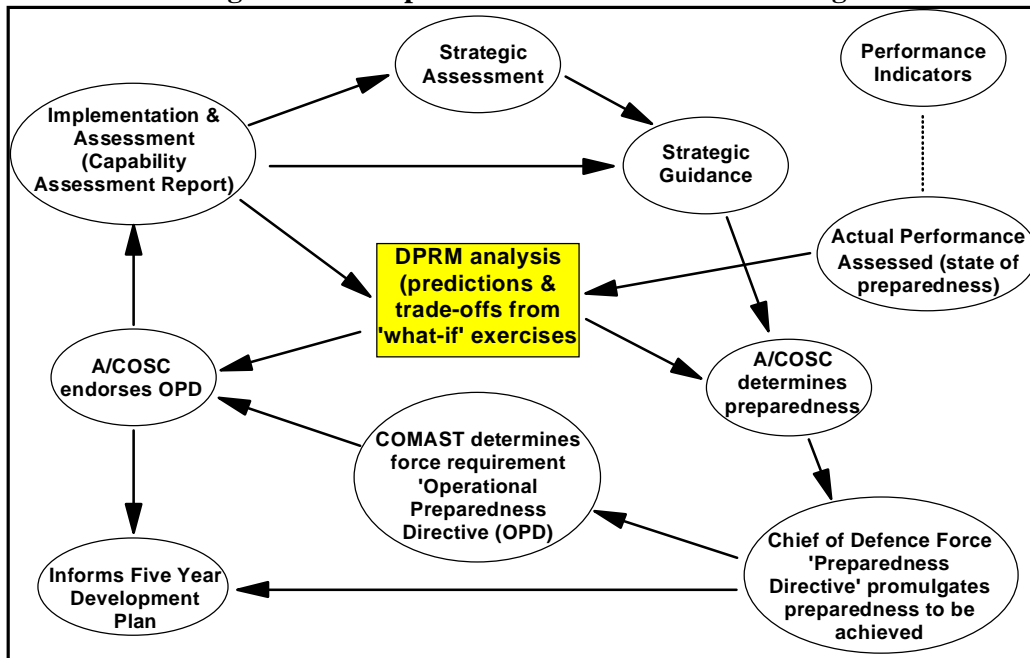 Strategic
Assessment
Performance
Indicators
Implementation &
Assessment
(Capability
Assessment Report)
Strategic
Guidance
DPRM analysis
(predictions &
trade-offs from
'what-if' exercises
Actual Performance
Assessed (state of
preparedness)
A/COSC
endorses OPD
A/COSC
determines
preparedness
COMAST determines
force requirement
'Operational
Preparedness
Directive (OPD)
Informs Five Year
Development
Plan
Chief of Defence Force
'Preparedness
Directive' promulgates
preparedness to be
achieved